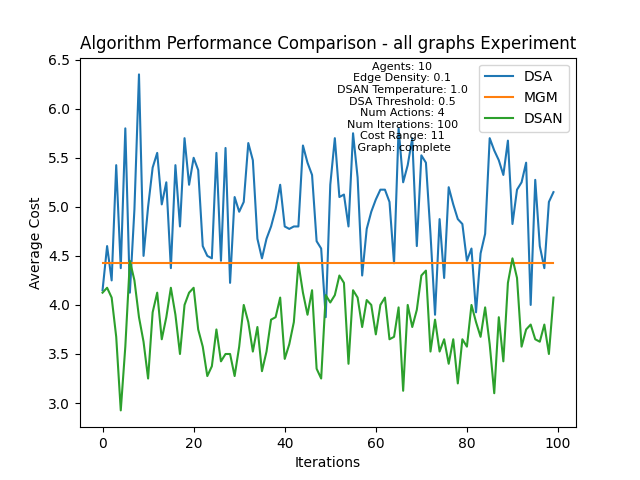 Algorithm Performance Comparison - all graphs Experiment
Agents: 10
Edge Density: 0.1
DSAN Temperature: 1.0
DSA Threshold: 0.5
Num Actions: 4
Num Iterations: 100
Cost Range: 11
Graph: complete
DSA
MGM
DSAN
Average Cost
6.5
6.0
5.5
5.0
4.5
4.0
3.5
3.0
0
20
40
60
80
100
Iterations